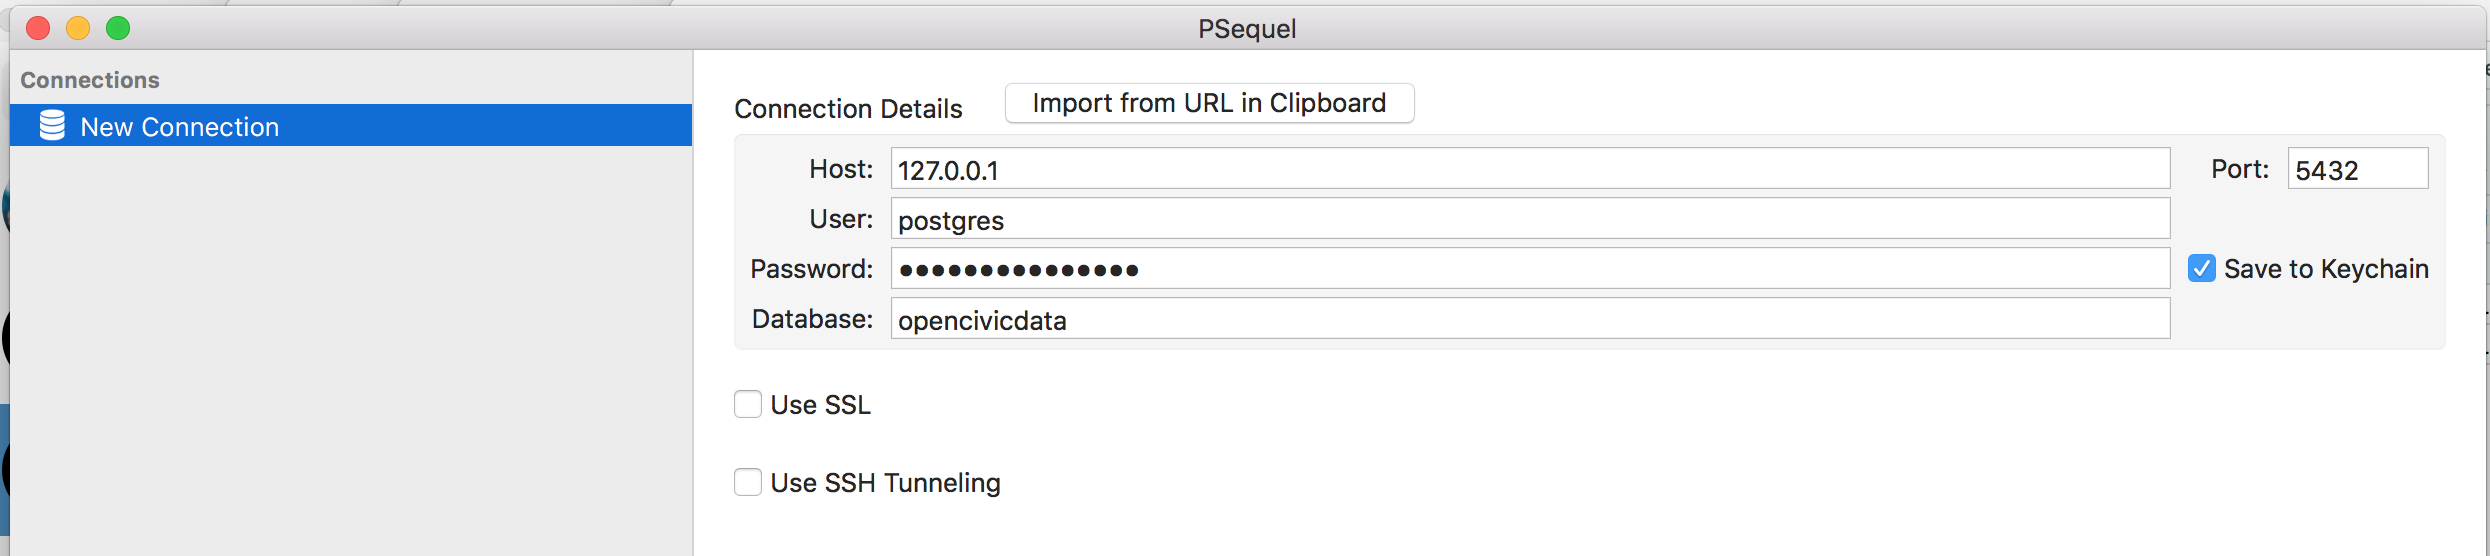 PSequel
Connections
New Connection
Connection Details
Import from URL in Clipboard
Host: 127.0.0.1 Port: 5432
User: postgres
Password: ●●●●●●●●●●●●●●● Save to Keychain
Database: opencivicdata
Use SSL
Use SSH Tunneling